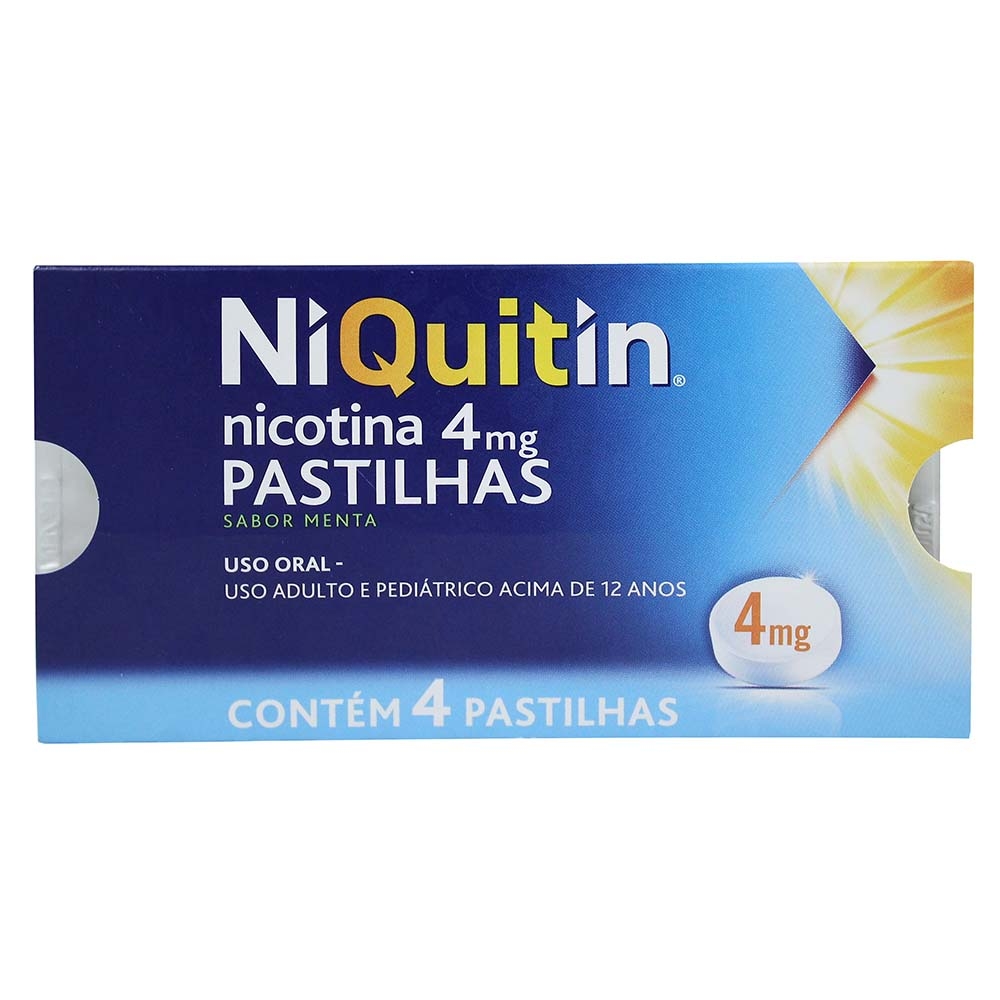 NiQuitin®
nicotina 4mg
PASTILHAS
SABOR MENTA
USO ORAL -
USO ADULTO E PEDIÁTRICO ACIMA DE 12 ANOS
4mg
CONTÉM 4 PASTILHAS